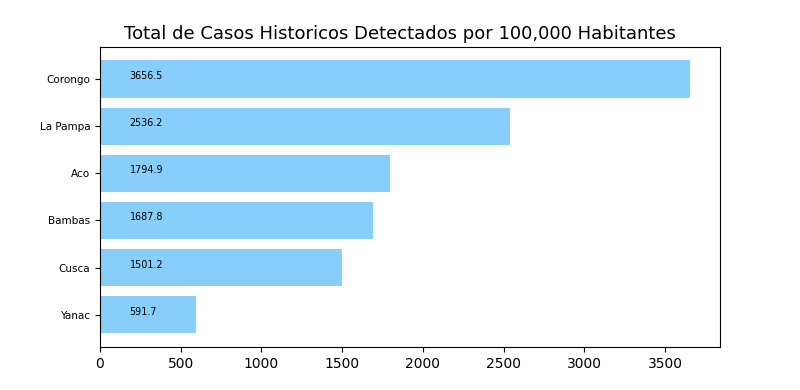 Total de Casos Historicos Detectados por 100,000 Habitantes
Corongo 3656.5
La Pampa 2536.2
Aco 1794.9
Bambas 1687.8
Cusca 1501.2
Yanac 591.7
0 500 1000 1500 2000 2500 3000 3500